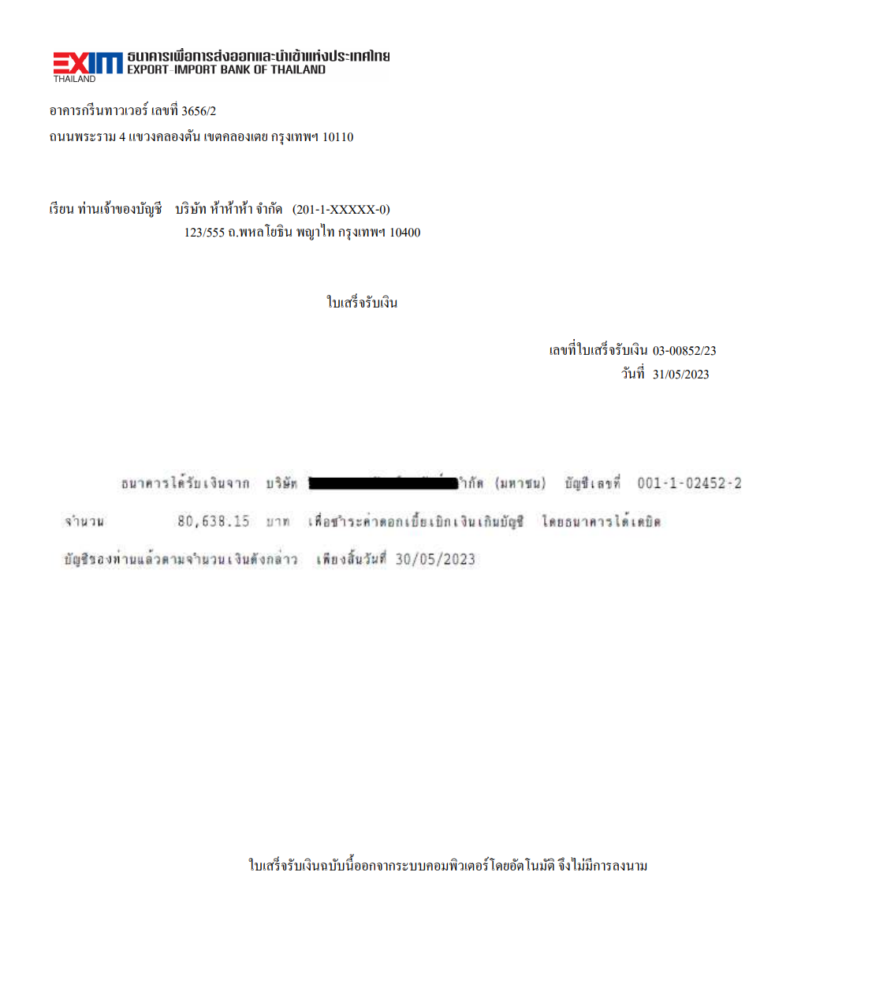 EXIM ธนาคารเพื่อการส่งออกและนำเข้าแห่งประเทศไทย
THAILAND EXPORT-IMPORT BANK OF THAILAND
อาคารกรีนทาวเวอร์ เลขที่ 3656/2
ถนนพระราม 4 แขวงคลองตัน เขตคลองเตย กรุงเทพฯ 10110
เรียน ท่านเจ้าของบัญชี บริษัท ห้าห้าห้า จำกัด (201-1-XXXXX-0)
123/555 ถ.พหลโยธิน พญาไท กรุงเทพฯ 10400
ใบเสร็จรับเงิน
เลขที่ใบเสร็จรับเงิน 03-00852/23
วันที่ 31/05/2023
ธนาคารได้รับเงินจาก บริษัท จำกัด (มหาชน) บัญชีเลขที่ 001-1-02452-2
จำนวน 80,638.15 บาท เพื่อชำระค่าดอกเบี้ยเบิกเงินเกินบัญชี โดยธนาคารได้เดบิต
บัญชีของท่านแล้วตามจำนวนเงินดังกล่าว เพียงสิ้นวันที่ 30/05/2023
ใบเสร็จรับเงินฉบับนี้ออกจากระบบคอมพิวเตอร์โดยอัตโนมัติ จึงไม่มีการลงนาม